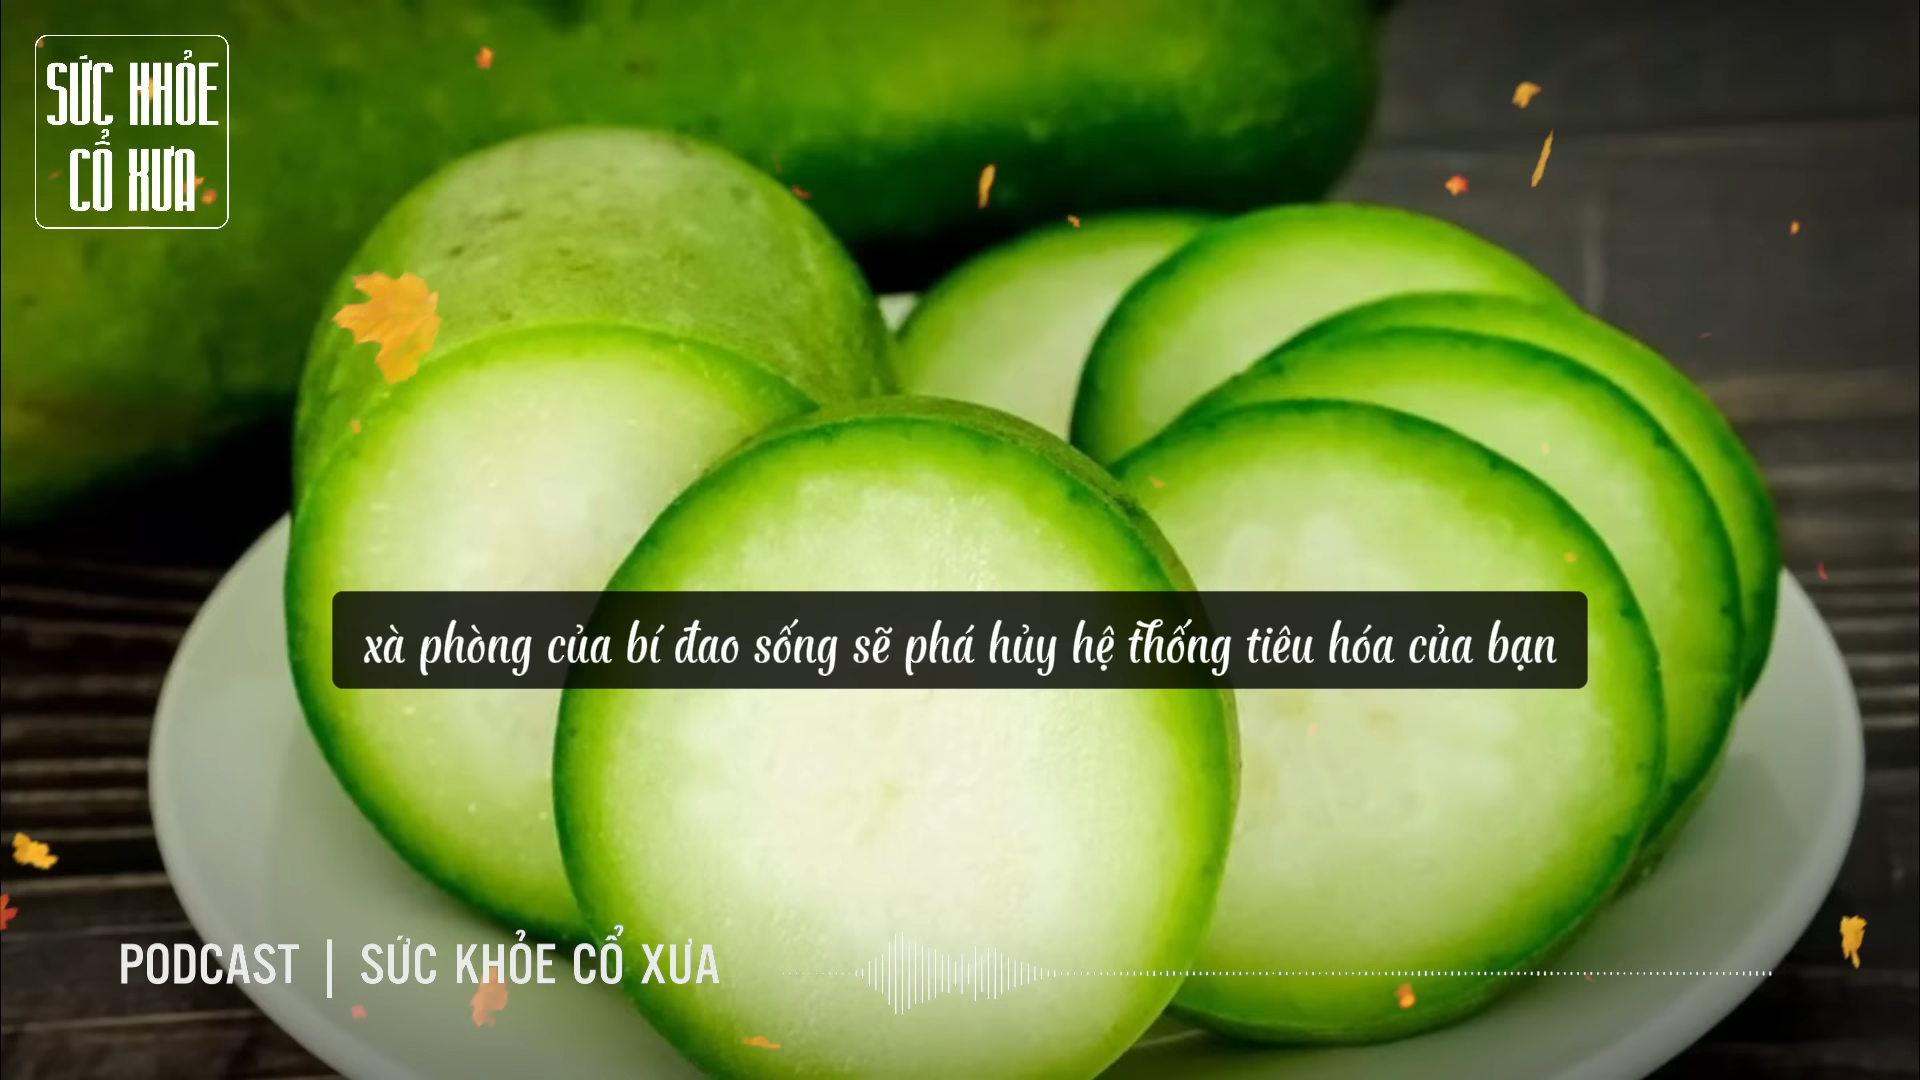 SỨC KHỎE
CỔ XƯA
xà phòng của bí đao sống sẽ phá hủy hệ thống tiêu hóa của bạn
PODCAST | SỨC KHỎE CỔ XƯA